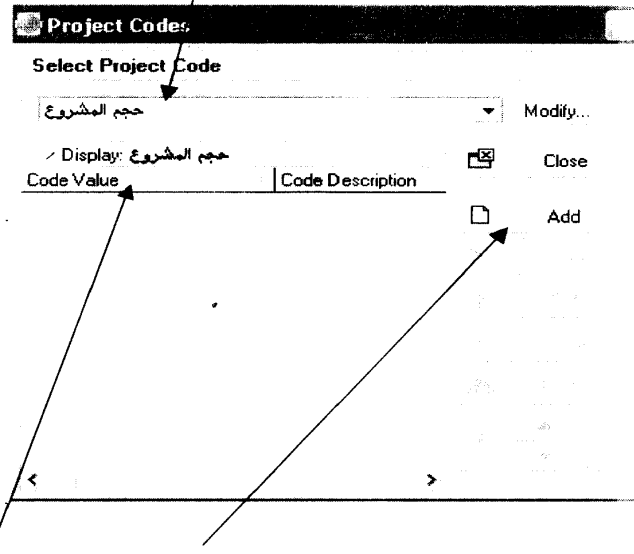 Project Codes
Select Project Code
حجم المشروع
Modify...
Display: حجم المشروع
Close
Code Value
Code Description
Add